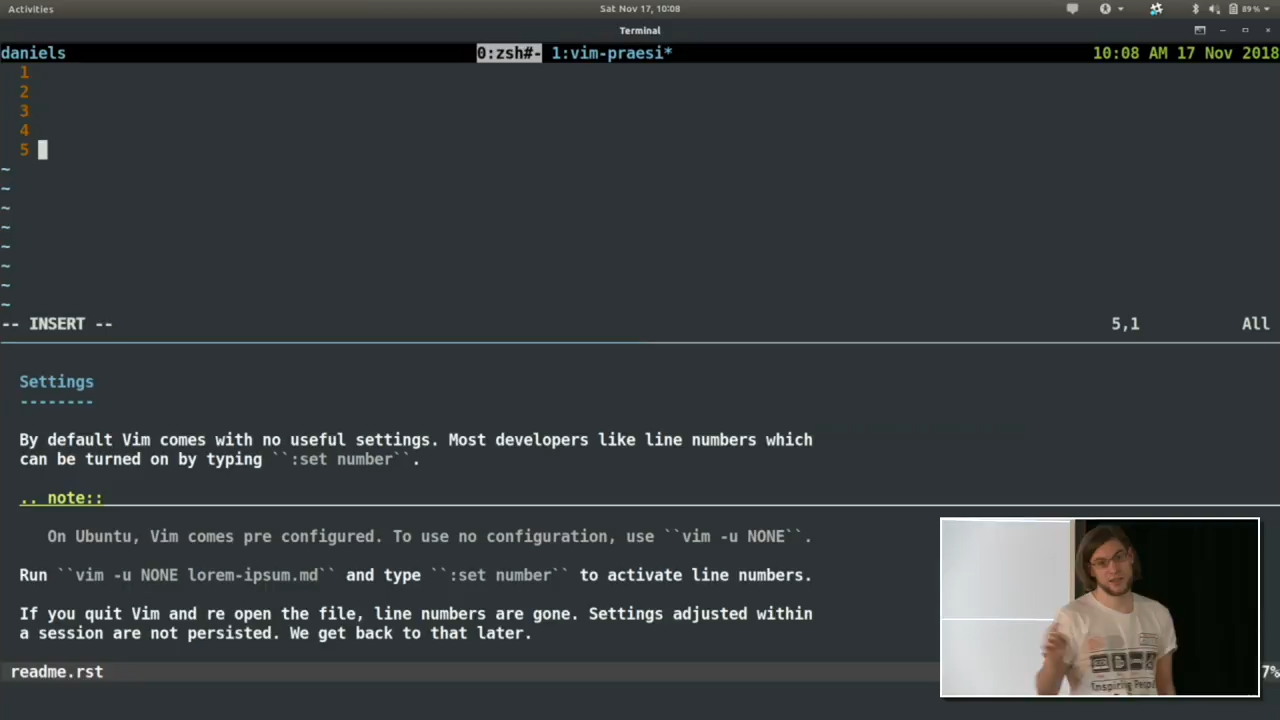 Activities
Sat Nov 17, 10:08
89%
Terminal
daniels 0:zsh#- 1:vim-praesi* 10:08 AM 17 Nov 2018
1
2
3
4
5
~
~
~
~
~
~
~
~
-- INSERT -- 5,1 All
Settings
--------
By default Vim comes with no useful settings. Most developers like line numbers which
can be turned on by typing ``:set number``.
.. note::
On Ubuntu, Vim comes pre configured. To use no configuration, use ``vim -u NONE``.
Run ``vim -u NONE lorem-ipsum.md`` and type ``:set number`` to activate line numbers.
If you quit Vim and re open the file, line numbers are gone. Settings adjusted within
a session are not persisted. We get back to that later.
readme.rst 7%
Inspiring